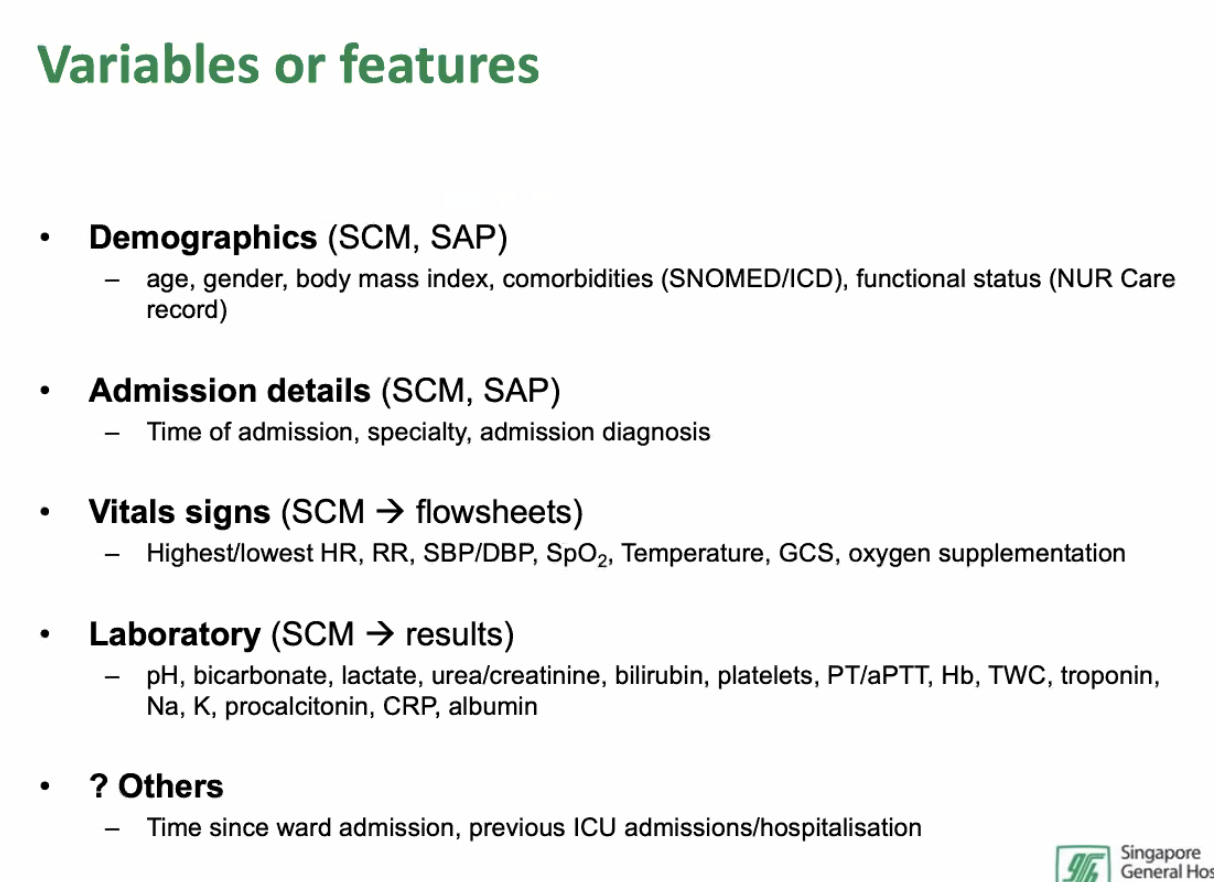 Variables or features
• Demographics (SCM, SAP)
– age, gender, body mass index, comorbidities (SNOMED/ICD), functional status (NUR Care
record)
• Admission details (SCM, SAP)
– Time of admission, specialty, admission diagnosis
• Vitals signs (SCM → flowsheets)
– Highest/lowest HR, RR, SBP/DBP, SpO₂, Temperature, GCS, oxygen supplementation
• Laboratory (SCM → results)
– pH, bicarbonate, lactate, urea/creatinine, bilirubin, platelets, PT/aPTT, Hb, TWC, troponin,
Na, K, procalcitonin, CRP, albumin
• ? Others
– Time since ward admission, previous ICU admissions/hospitalisation
Singapore
General Hos